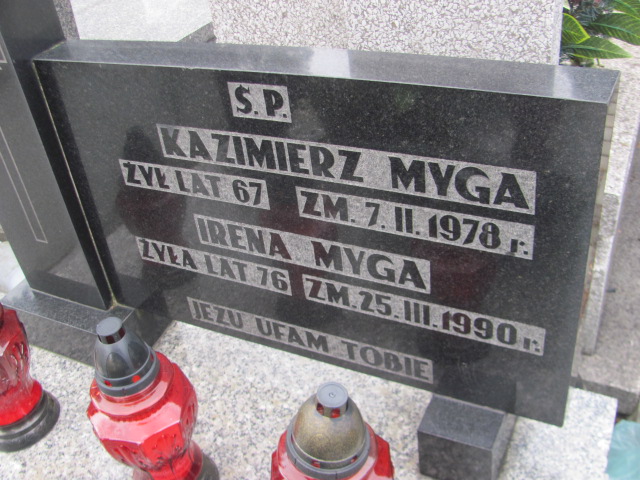 Ś.P.
KAZIMIERZ MYGA
ŻYŁ LAT 67 ZM. 7. II. 1978 r.
IRENA MYGA
ŻYŁA LAT 76 ZM. 25. III. 1990 r.
JEZU UFAM TOBIE